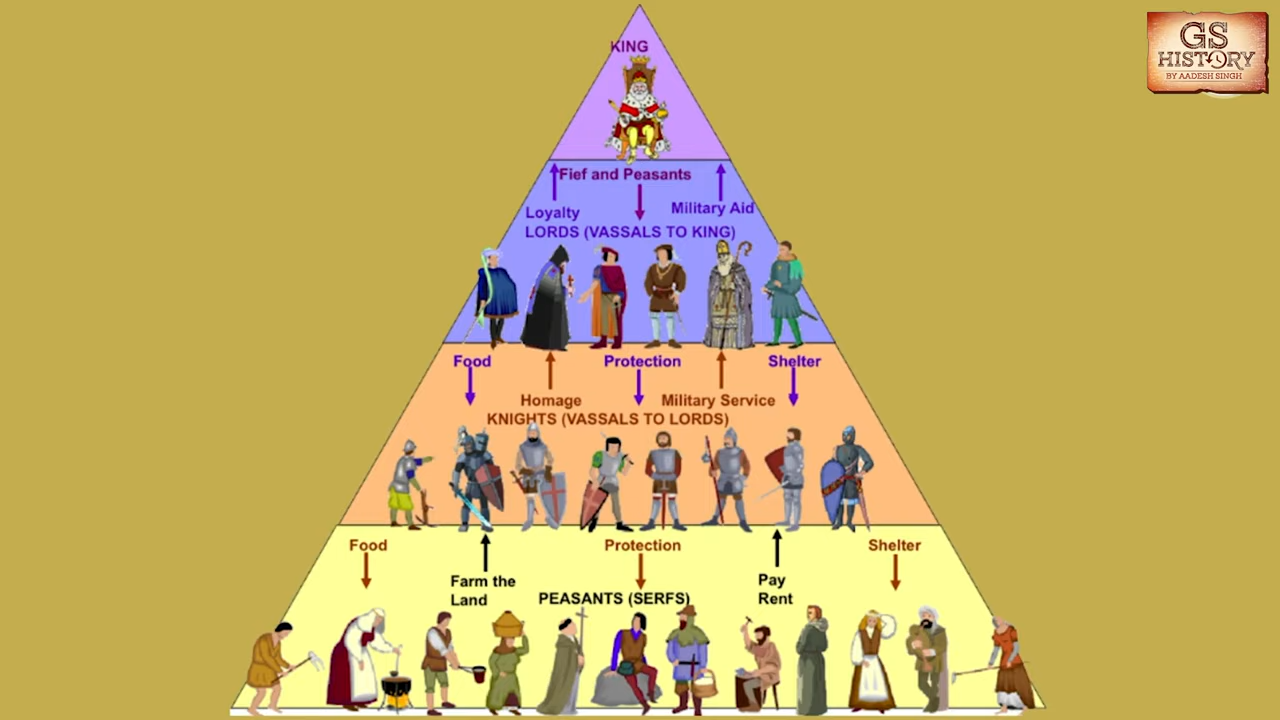 GS
HISTORY
BY AADESH SINGH
KING
Fief and Peasants
Loyalty
Military Aid
LORDS (VASSALS TO KING)
Food
Protection
Shelter
Homage
Military Service
KNIGHTS (VASSALS TO LORDS)
Food
Protection
Shelter
Farm the
Land
Pay
Rent
PEASANTS (SERFS)